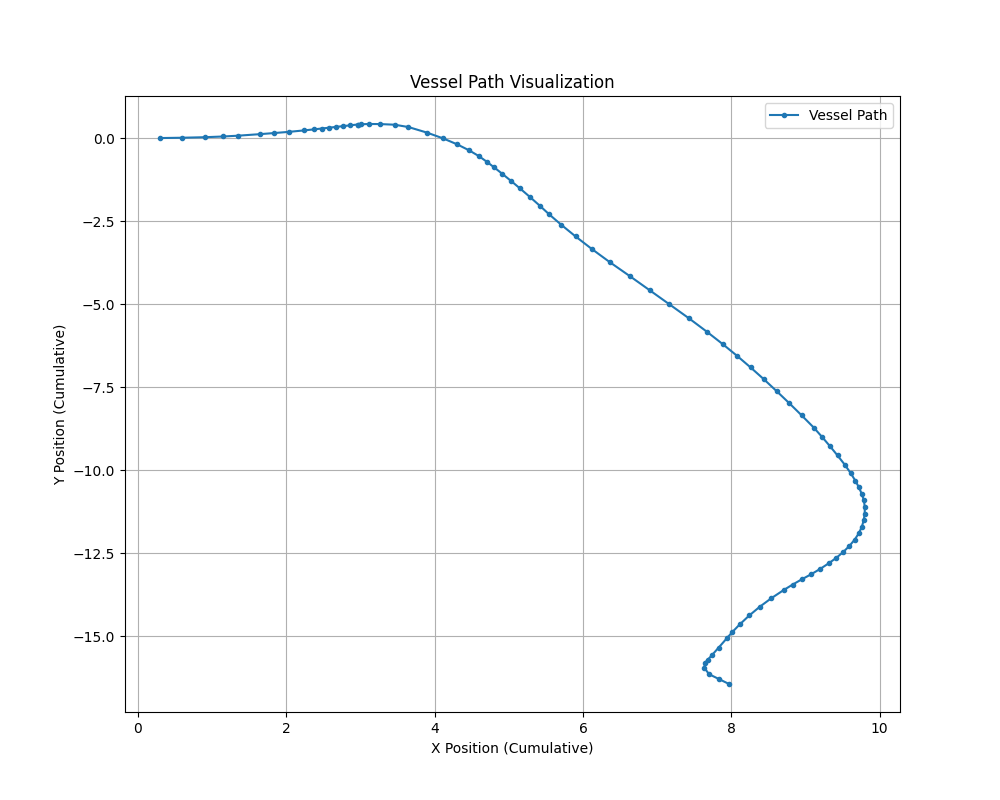 Vessel Path Visualization
Vessel Path
0.0
−2.5
−5.0
−7.5
−10.0
−12.5
−15.0
Y Position (Cumulative)
0 2 4 6 8 10
X Position (Cumulative)